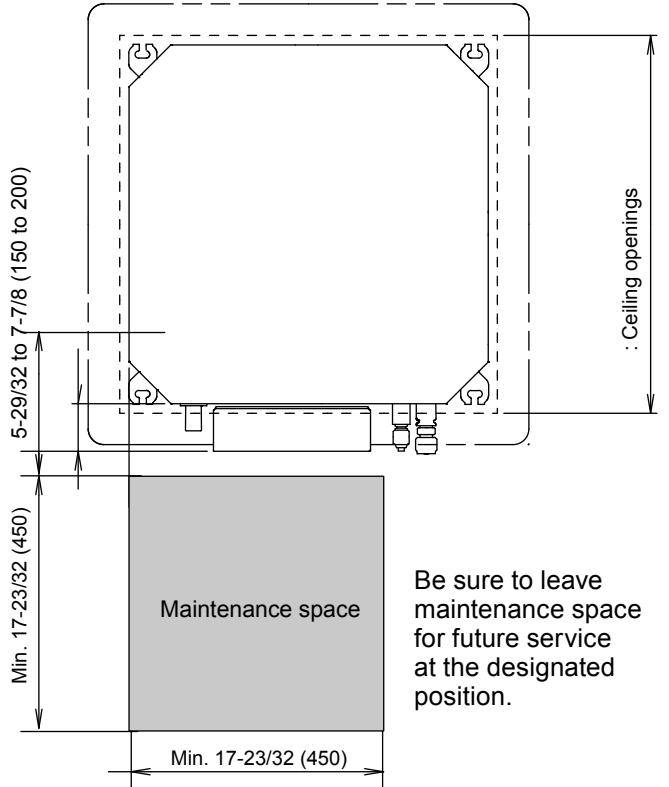 5-29/32 to 7-7/8 (150 to 200)
: Ceiling openings
Min. 17-23/32 (450)
Maintenance space
Be sure to leave
maintenance space
for future service
at the designated
position.
Min. 17-23/32 (450)